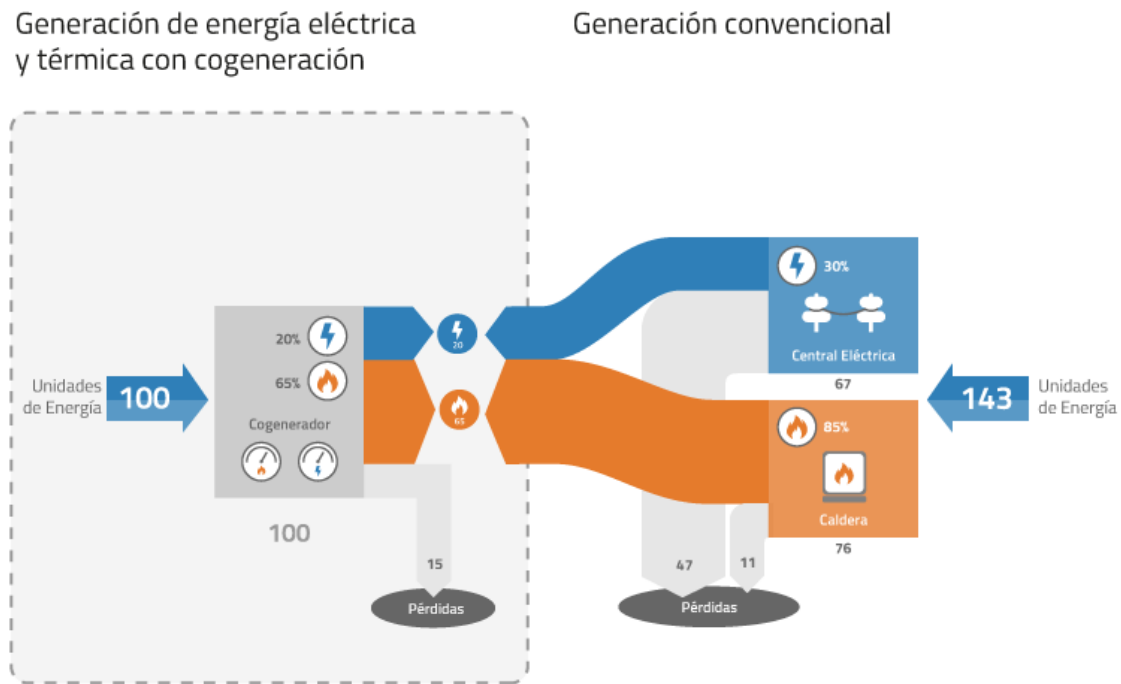 Generación de energía eléctrica
y térmica con cogeneración
Generación convencional
Unidades
de Energía
100
20%
65%
Cogenerador
100
20
65
15
Pérdidas
30%
Central Eléctrica
67
85%
Caldera
76
47
11
Pérdidas
143
Unidades
de Energía